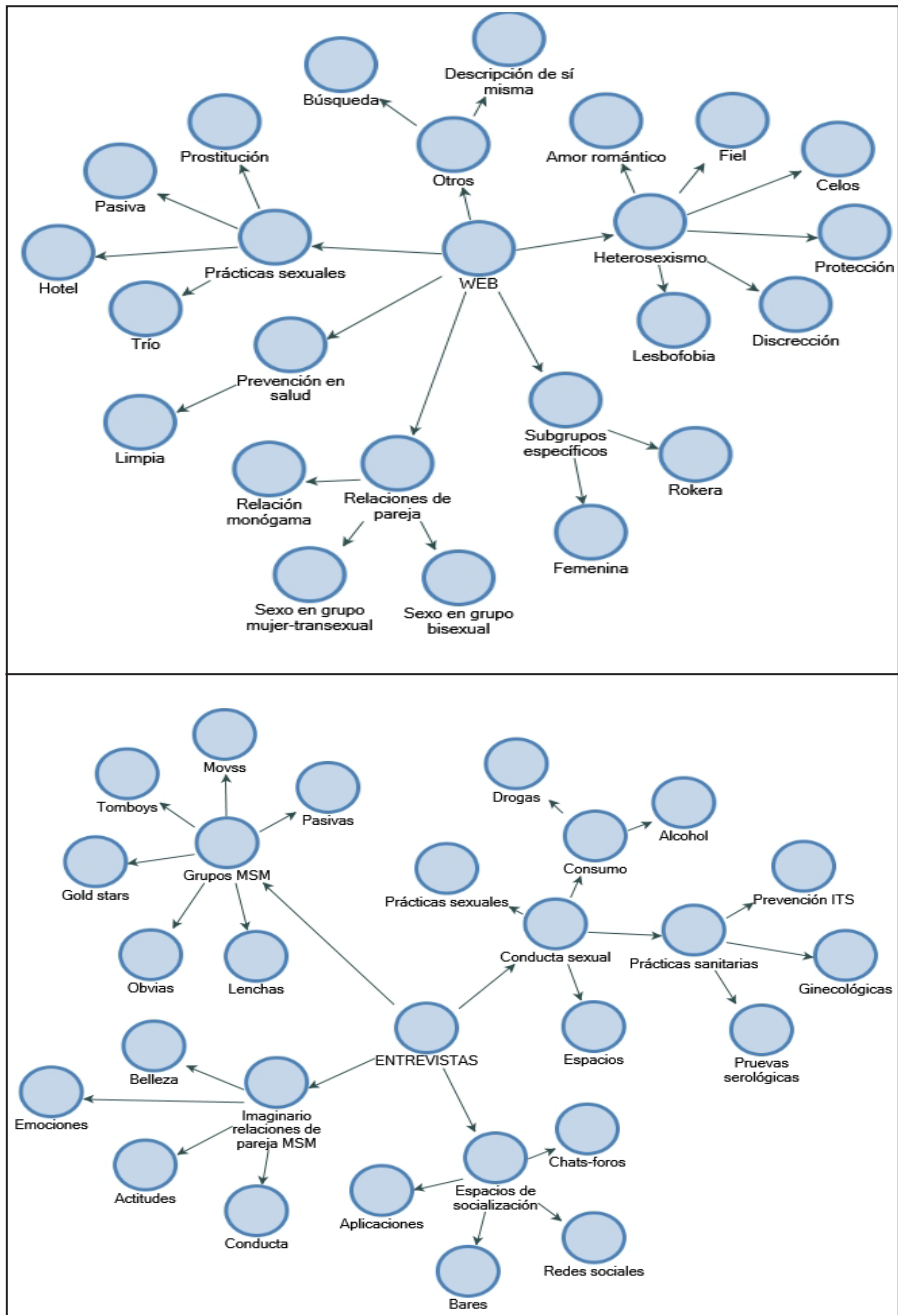 Búsqueda
Descripción de sí
misma
Prostitución
Otros
Amor romántico
Fiel
Celos
Pasiva
Hotel
Prácticas sexuales
WEB
Heterosexismo
Protección
Trío
Lesbofobia
Discrección
Prevención en
salud
Limpia
Subgrupos
específicos
Rokera
Relación
monógama
Relaciones de
pareja
Femenina
Sexo en grupo
mujer-transexual
Sexo en grupo
bisexual
Movss
Tomboys
Pasivas
Gold stars
Grupos MSM
Obvias
Lenchas
Drogas
Alcohol
Consumo
Prácticas sexuales
Prevención ITS
Conducta sexual
Prácticas sanitarias
Ginecológicas
Espacios
Pruevas
serológicas
ENTREVISTAS
Belleza
Emociones
Imaginario
relaciones de
pareja MSM
Actitudes
Conducta
Chats-foros
Espacios de
socialización
Aplicaciones
Redes sociales
Bares